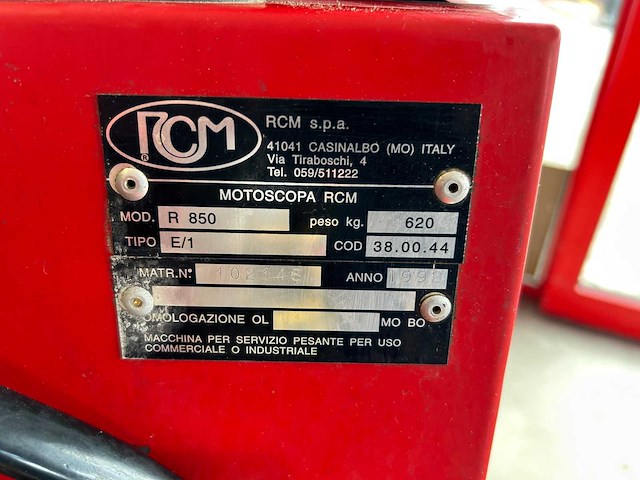 RCM
®
RCM s.p.a.
41041 CASINALBO (MO) ITALY
Via Tiraboschi, 4
Tel. 059/511222
MOTOSCOPA RCM
MOD. R 850 peso kg. 620
TIPO E/1 COD 38.00.44
MATR.N° ANNO
OMOLOGAZIONE OL MO BO
MACCHINA PER SERVIZIO PESANTE PER USO
COMMERCIALE O INDUSTRIALE